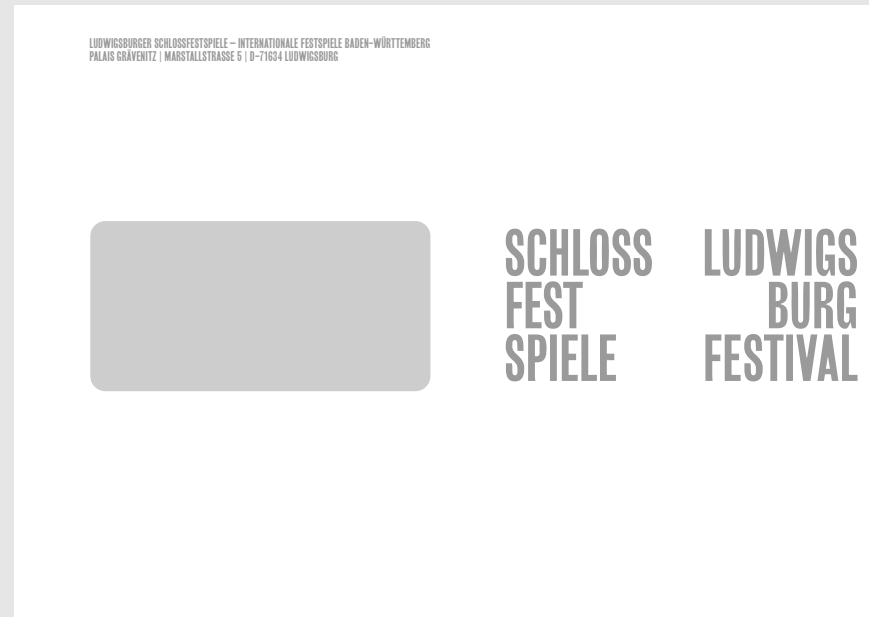 LUDWIGSBURGER SCHLOSSFESTSPIELE – INTERNATIONALE FESTSPIELE BADEN-WÜRTTEMBERG
PALAIS GRÄVENITZ | MARSTALLSTRASSE 5 | D-71634 LUDWIGSBURG
SCHLOSS
FEST
SPIELE
LUDWIGS
BURG
FESTIVAL